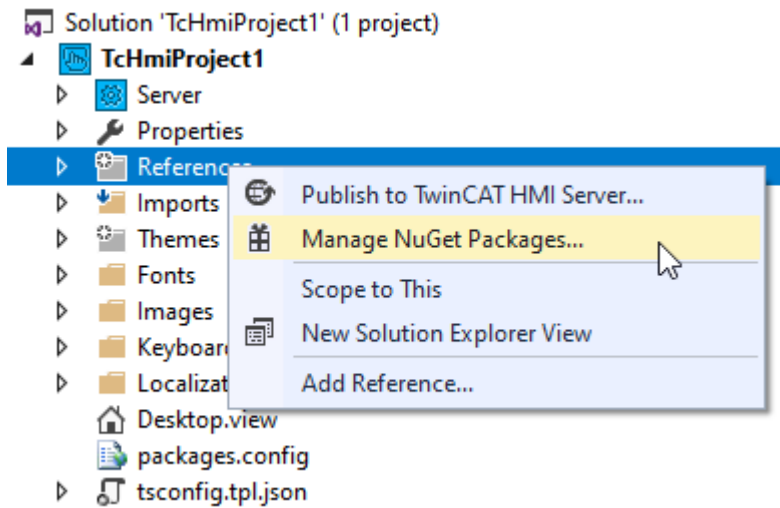 Solution 'TcHmiProject1' (1 project)
TcHmiProject1
Server
Properties
References
Publish to TwinCAT HMI Server...
Imports
Manage NuGet Packages...
Themes
Fonts
Scope to This
Images
New Solution Explorer View
Keyboar
Localizat
Add Reference...
Desktop.view
packages.config
tsconfig.tpl.json